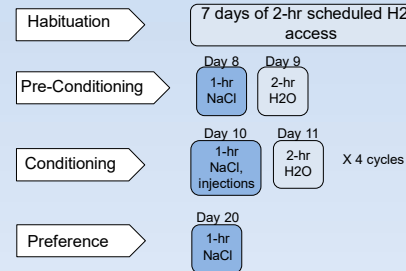 Habituation
7 days of 2-hr scheduled H2
access
Day 8
Day 9
Pre-Conditioning
1-hr
NaCl
2-hr
H2O
Day 10
Day 11
Conditioning
1-hr
NaCl,
injections
2-hr
H2O
X 4 cycles
Day 20
Preference
1-hr
NaCl